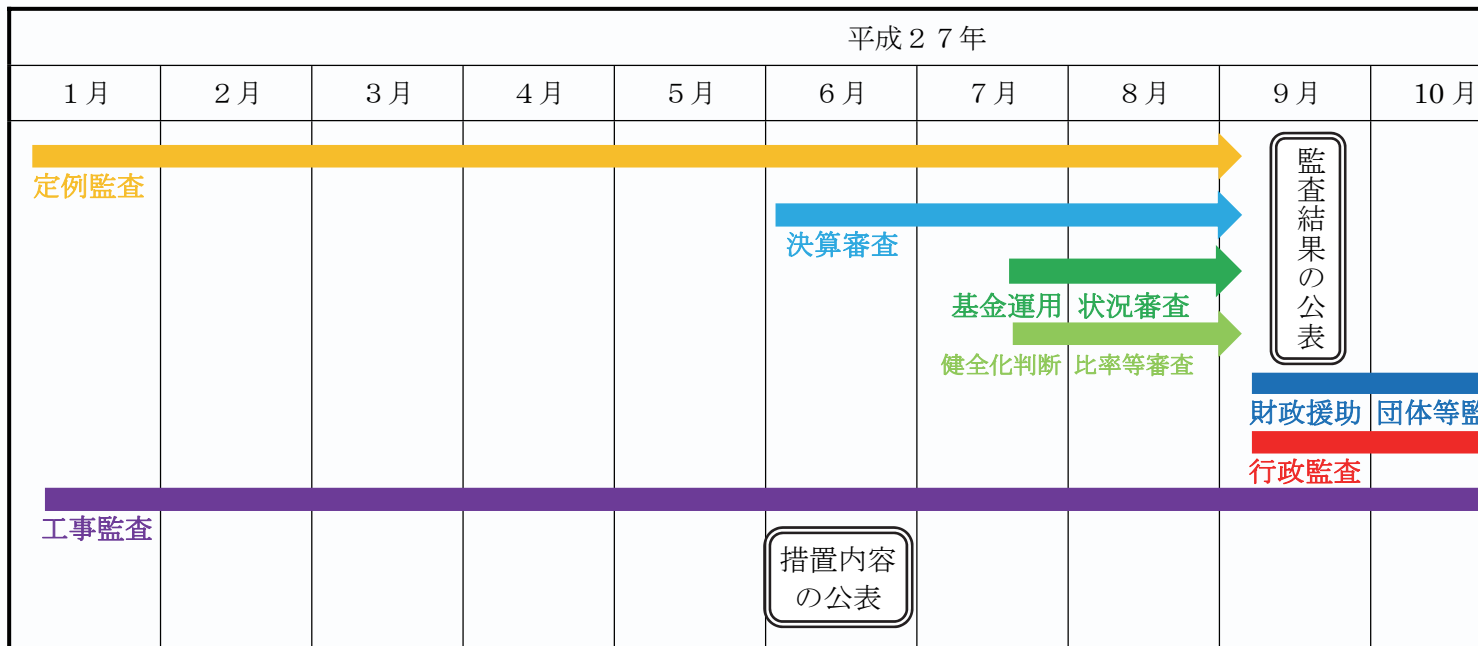 平成２７年
１月
２月
３月
４月
５月
６月
７月
８月
９月
10月
定例監査
監査結果の公表
決算審査
基金運用状況審査
健全化判断比率等審査
財政援助団体等監
行政監査
工事監査
措置内容
の公表